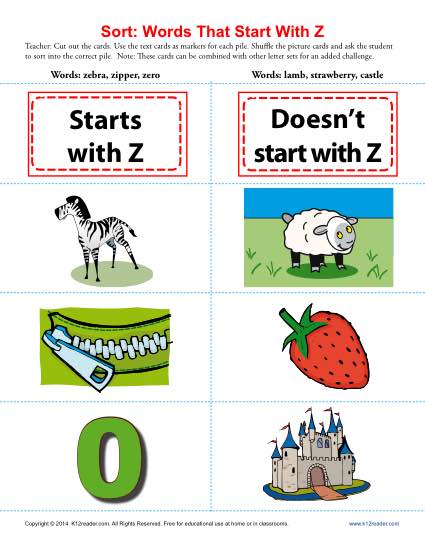 Sort: Words That Start With Z
Teacher: Cut out the cards. Use the text cards as markers for each pile. Shuffle the picture cards and ask the student
to sort into the correct pile. Note: These cards can be combined with other letter sets for an added challenge.
Words: zebra, zipper, zero
Words: lamb, strawberry, castle
Starts
with Z
Doesn't
start with Z
0
Copyright © 2014 K12reader.com. All Rights Reserved. Free for educational use at home or in classrooms.
www.k12reader.com